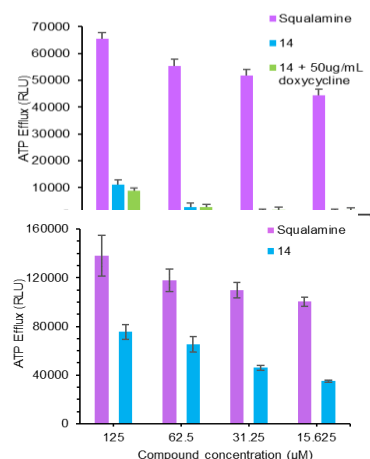 70000
60000
50000
40000
30000
20000
10000
ATP Efflux (RLU)
Squalamine
14
14 + 50ug/mL
doxycycline
160000
120000
80000
40000
0
ATP Efflux (RLU)
Squalamine
14
125 62.5 31.25 15.625
Compound concentration (µM)